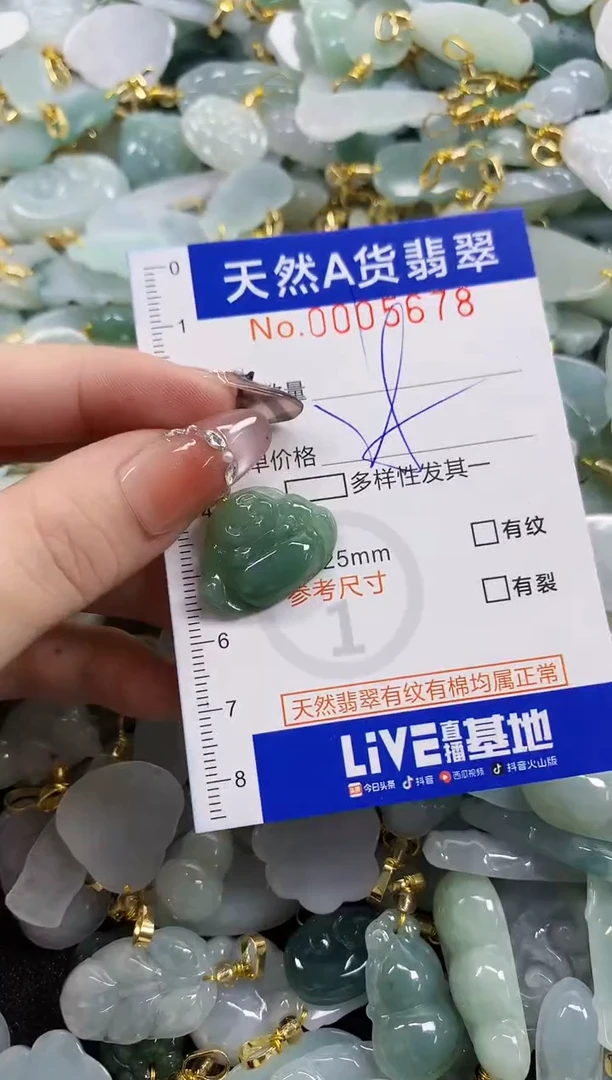 0
天然A货翡翠
1
No.0005678
量
单价格
多样性发其一
有纹
25mm
参考尺寸
有裂
1
6
天然翡翠有纹有棉均属正常
7
LiVE直播基地
8
今日头条 抖音 西瓜视频 抖音火山版